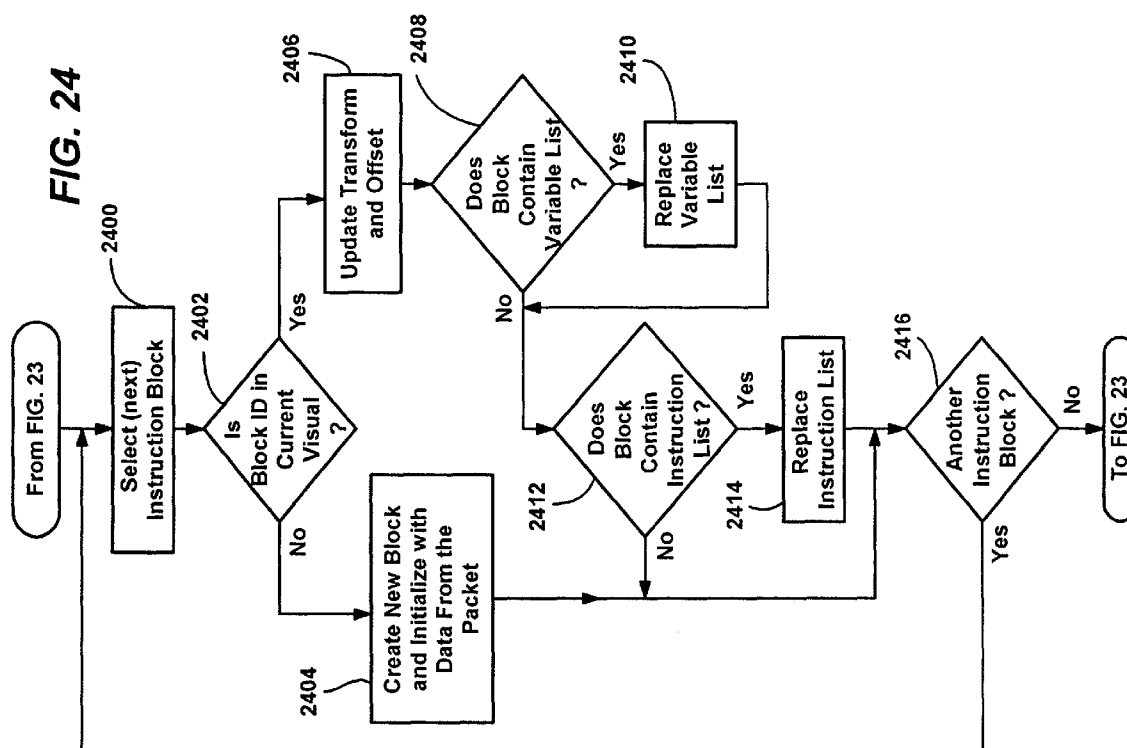 FIG. 24
From FIG. 23
2400
Select (next)
Instruction Block
2402
Is
Block ID in
Current
Visual
?
Yes
No
2404
Create New Block
and Initialize with
Data From the
Packet
2406
Update Transform
and Offset
2408
Does
Block
Contain
Variable List
?
Yes
No
2410
Replace
Variable
List
2412
Does
Block
Contain
Instruction
List ?
No
Yes
2414
Replace
Instruction List
2416
Another
Instruction
Block ?
Yes
No
To FIG. 23